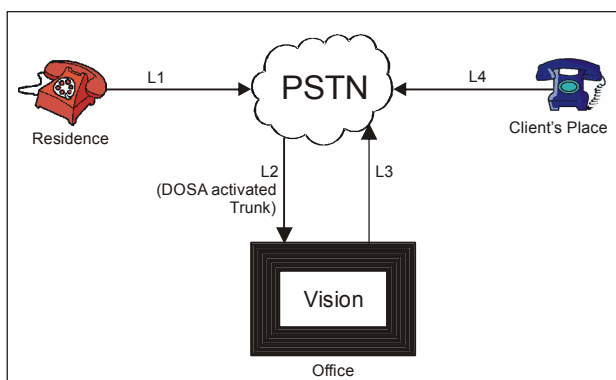 L1
PSTN
L4
Residence
Client's Place
L2
(DOSA activated
Trunk)
L3
Vision
Office